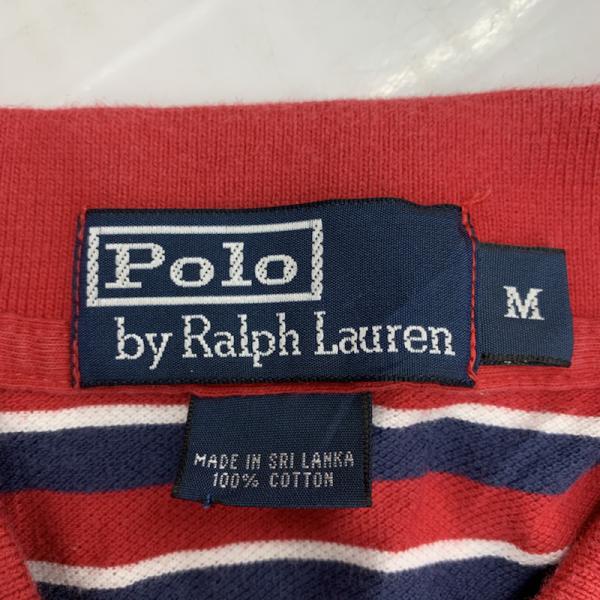 Polo
by Ralph Lauren
M
MADE IN SRI LANKA
100% COTTON